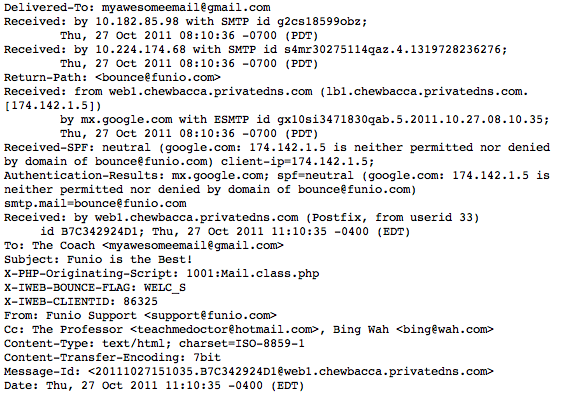 Delivered-To: myawesomeemail@gmail.com
Received: by 10.182.85.98 with SMTP id g2cs18599obz;
        Thu, 27 Oct 2011 08:10:36 -0700 (PDT)
Received: by 10.224.174.68 with SMTP id s4mr30275114qaz.4.1319728236276;
        Thu, 27 Oct 2011 08:10:36 -0700 (PDT)
Return-Path: <bounce@funio.com>
Received: from web1.chewbacca.privatedns.com (lb1.chewbacca.privatedns.com.
[174.142.1.5])
        by mx.google.com with ESMTP id gx10si3471830qab.5.2011.10.27.08.10.35;
        Thu, 27 Oct 2011 08:10:36 -0700 (PDT)
Received-SPF: neutral (google.com: 174.142.1.5 is neither permitted nor denied
by domain of bounce@funio.com) client-ip=174.142.1.5;
Authentication-Results: mx.google.com; spf=neutral (google.com: 174.142.1.5 is
neither permitted nor denied by domain of bounce@funio.com)
smtp.mail=bounce@funio.com
Received: by web1.chewbacca.privatedns.com (Postfix, from userid 33)
     id B7C342924D1; Thu, 27 Oct 2011 11:10:35 -0400 (EDT)
To: The Coach <myawesomeemail@gmail.com>
Subject: Funio is the Best!
X-PHP-Originating-Script: 1001:Mail.class.php
X-IWEB-BOUNCE-FLAG: WELC_S
X-IWEB-CLIENTID: 86325
From: Funio Support <support@funio.com>
Cc: The Professor <teachmedoctor@hotmail.com>, Bing Wah <bing@wah.com>
Content-Type: text/html; charset=ISO-8859-1
Content-Transfer-Encoding: 7bit
Message-Id: <20111027151035.B7C342924D1@web1.chewbacca.privatedns.com>
Date: Thu, 27 Oct 2011 11:10:35 -0400 (EDT)